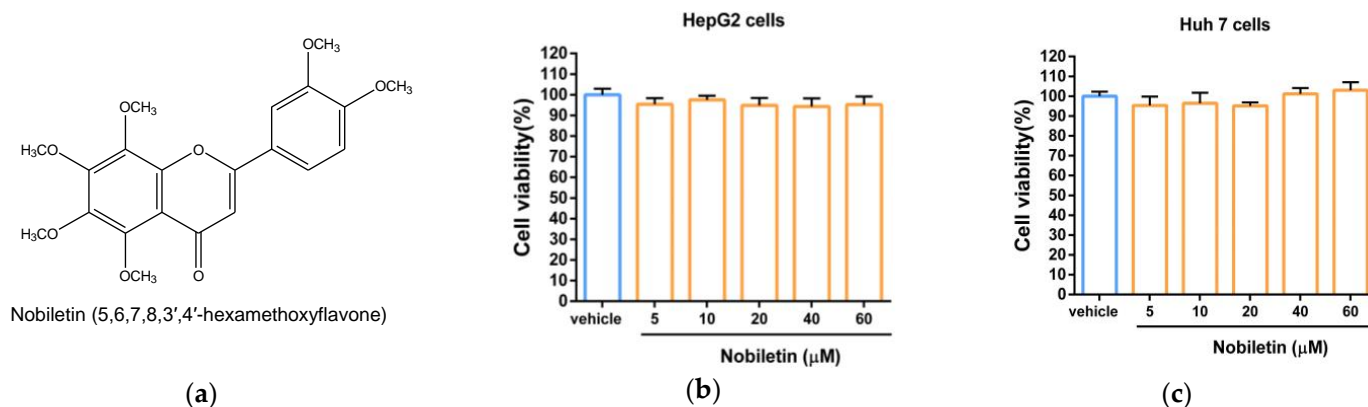 OCH₃
OCH₃
OCH₃
H₃CO
O
H₃CO
O
OCH₃
Nobiletin (5,6,7,8,3′,4′-hexamethoxyflavone)
(a)
HepG2 cells
Cell viability(%)
120
110
100
90
80
70
60
50
40
30
20
10
0
vehicle 5 10 20 40 60
Nobiletin (μM)
(b)
Huh 7 cells
Cell viability(%)
120
110
100
90
80
70
60
50
40
30
20
10
0
vehicle 5 10 20 40 60
Nobiletin (μM)
(c)